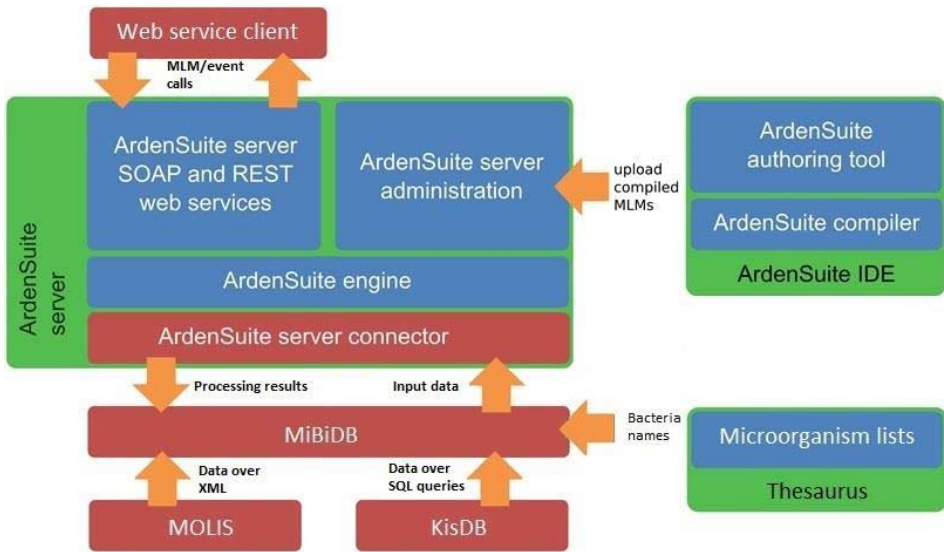 Web service client
MLM/event
calls
ArdenSuite server
SOAP and REST
web services
ArdenSuite server
administration
upload
compiled
MLMs
ArdenSuite
authoring tool
ArdenSuite compiler
ArdenSuite IDE
ArdenSuite
server
ArdenSuite engine
ArdenSuite server connector
Processing results
Input data
MiBiDB
Bacteria
names
Microorganism lists
Thesaurus
Data over
XML
Data over
SQL queries
MOLIS
KisDB